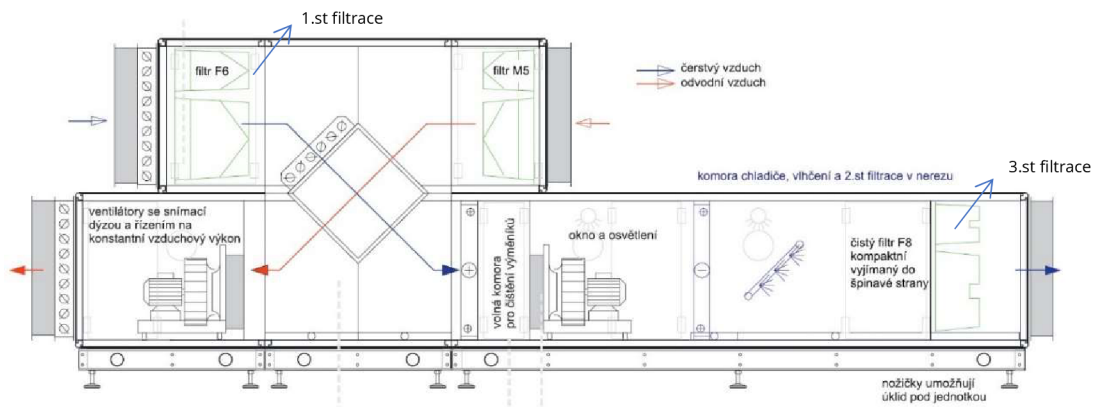 1.st filtrace
filtr F6
filtr M5
čerstvý vzduch
odvodní vzduch
3.st filtrace
komora chladiče, vlhčení a 2.st filtrace v nerezu
ventilátory se snímací
dýzou a řízením na
konstantní vzduchový výkon
volná komora
pro čištění výměníků
okno a osvětlení
čistý filtr F8
kompaktní
vyjímaný do
špinavé strany
nožičky umožňují
úklid pod jednotkou